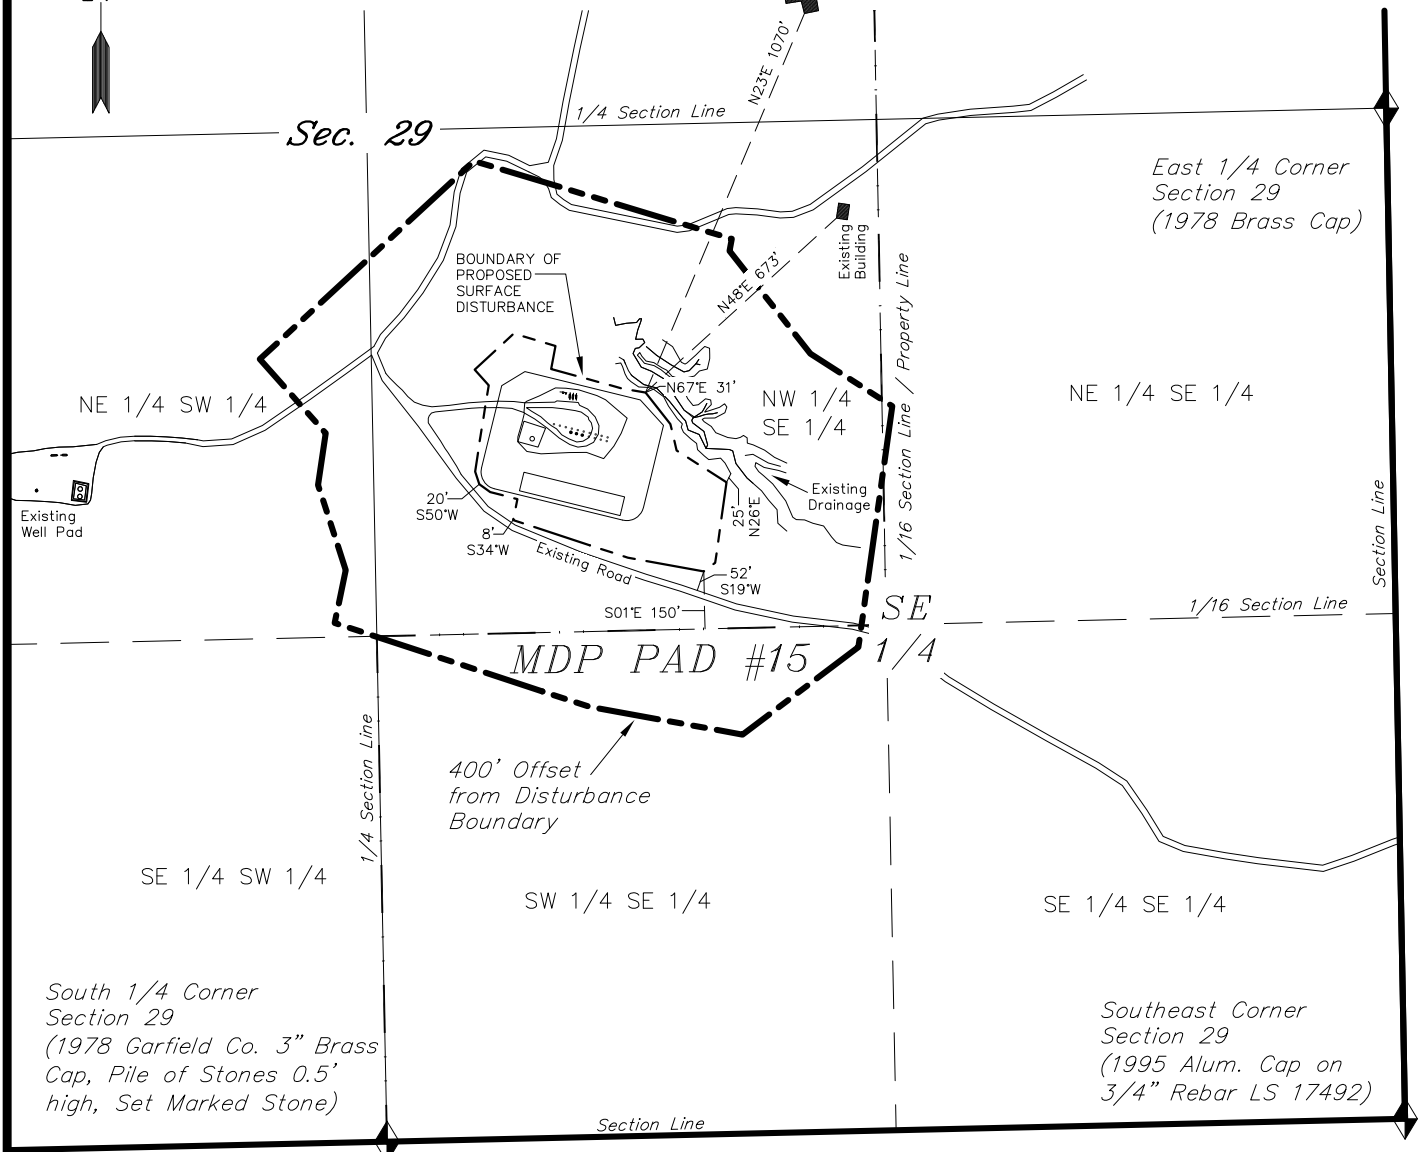 N23°E 1070'
1/4 Section Line
Sec. 29
East 1/4 Corner
Section 29
(1978 Brass Cap)
Existing
Building
BOUNDARY OF
PROPOSED
SURFACE
DISTURBANCE
N48°E 673'
1/16 Section Line / Property Line
N67°E 31'
NE 1/4 SW 1/4
NW 1/4
SE 1/4
NE 1/4 SE 1/4
Existing
Well Pad
20'
S50°W
8'
S34°W
25'
N26°E
Existing
Drainage
Section Line
Existing Road
52'
S19°W
S01°E 150'
SE
1/4
1/16 Section Line
MDP PAD #15
1/4 Section Line
400' Offset
from Disturbance
Boundary
SE 1/4 SW 1/4
SW 1/4 SE 1/4
SE 1/4 SE 1/4
South 1/4 Corner
Section 29
(1978 Garfield Co. 3" Brass
Cap, Pile of Stones 0.5'
high, Set Marked Stone)
Southeast Corner
Section 29
(1995 Alum. Cap on
3/4" Rebar LS 17492)
Section Line